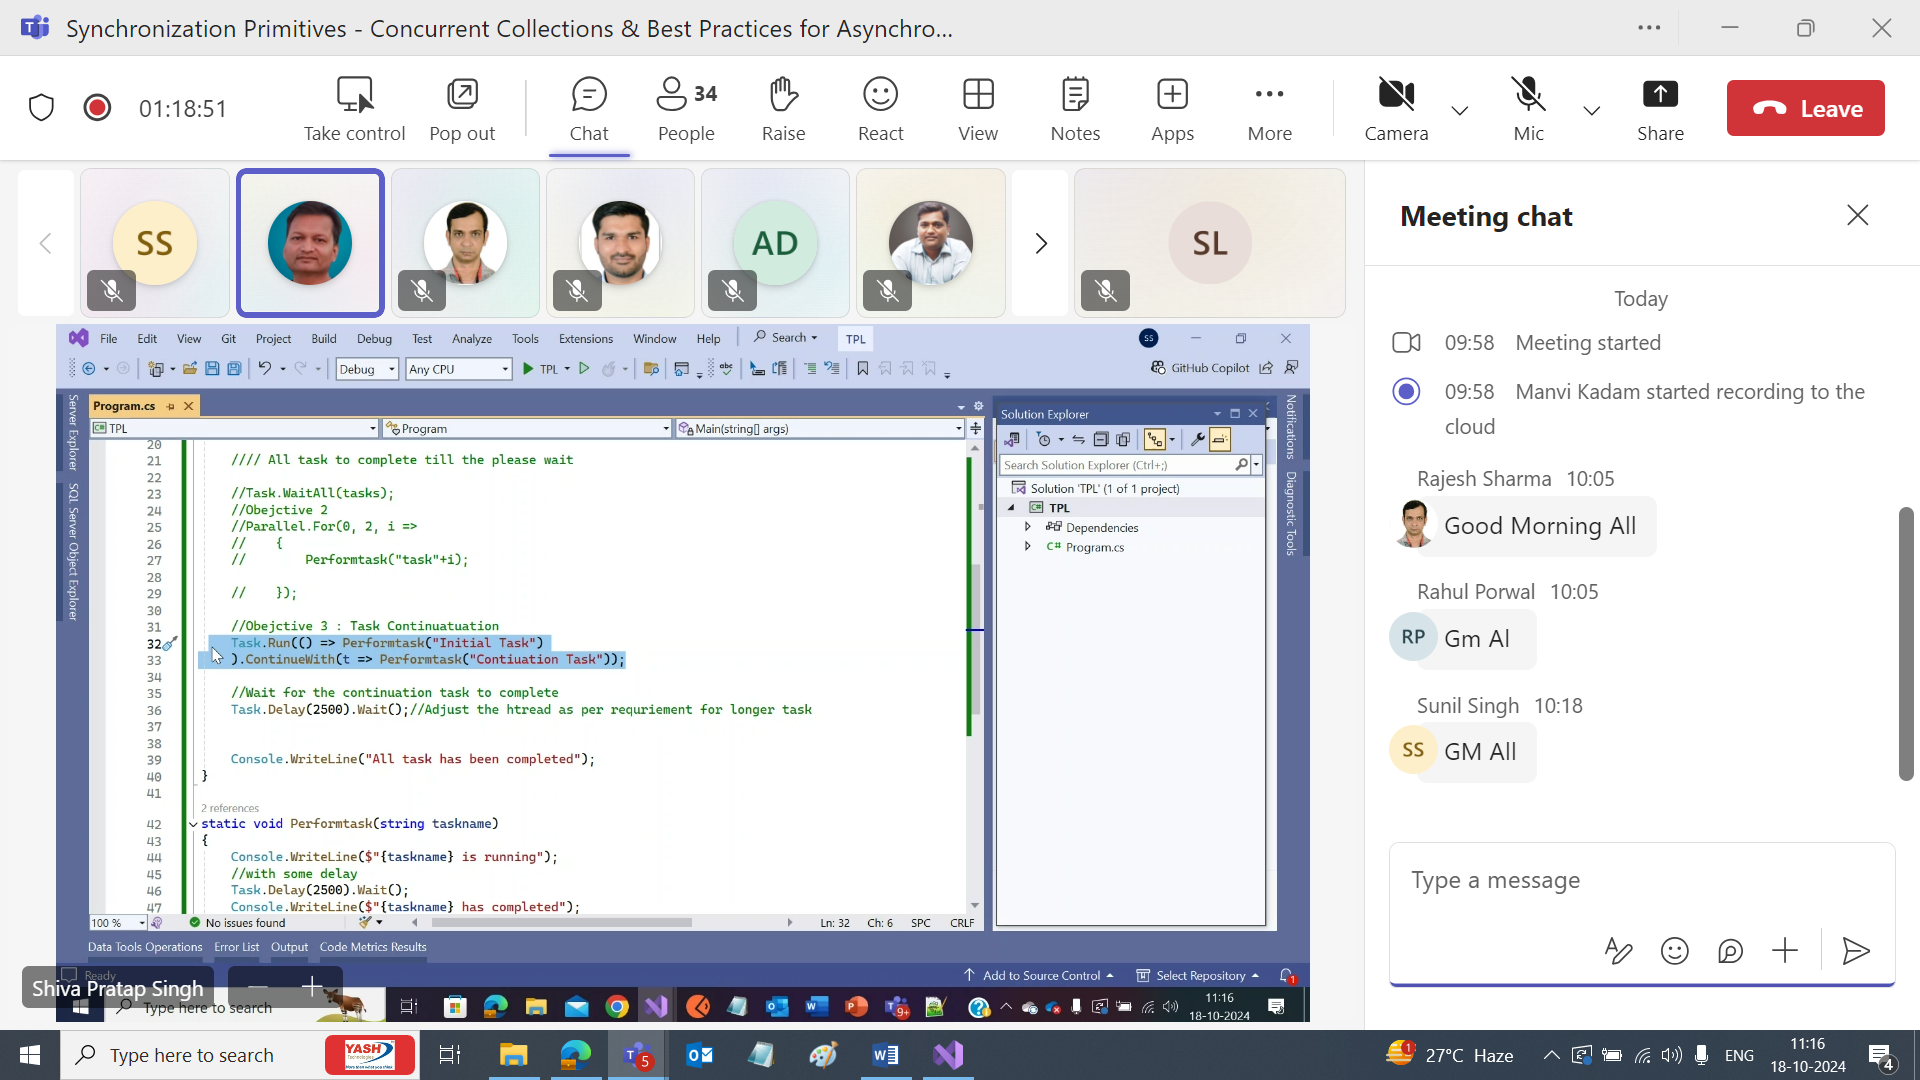 Synchronization Primitives - Concurrent Collections & Best Practices for Asynchro...
01:18:51
Take control
Pop out
Chat
34
People
Raise
React
View
Notes
Apps
More
Camera
Mic
Share
Leave
SS
AD
SL
Meeting chat
Today
09:58 Meeting started
09:58 Manvi Kadam started recording to the
cloud
Rajesh Sharma 10:05
Good Morning All
Rahul Porwal 10:05
RP
Gm Al
Sunil Singh 10:18
SS
GM All
Type a message
File Edit View Git Project Build Debug Test Analyze Tools Extensions Window Help Search TPL SS
Debug Any CPU TPL GitHub Copilot
Server Explorer
SQL Server Object Explorer
Program.cs
TPL Program Main(string[] args)
20
21 //// All task to complete till the please wait
22
23 //Task.WaitAll(tasks);
24 //Obejctive 2
25 //Parallel.For(0, 2, i =>
26 // {
27 // Performtask("task"+i);
28
29 // });
30
31 //Obejctive 3 : Task Continuatuation
32 Task.Run(() => Performtask("Initial Task")
33 ).ContinueWith(t => Performtask("Contiuation Task"));
34
35 //Wait for the continuation task to complete
36 Task.Delay(2500).Wait();//Adjust the htread as per requriement for longer task
37
38
39 Console.WriteLine("All task has been completed");
40 }
41
2 references
42 static void Performtask(string taskname)
43 {
44 Console.WriteLine($"{taskname} is running");
45 //with some delay
46 Task.Delay(2500).Wait();
47 Console.WriteLine($"{taskname} has completed");
100 % No issues found Ln: 32 Ch: 6 SPC CRLF
Solution Explorer
Search Solution Explorer (Ctrl+;)
Solution 'TPL' (1 of 1 project)
TPL
Dependencies
C# Program.cs
Notifications
Diagnostic Tools
Data Tools Operations Error List Output Code Metrics Results
Ready
Add to Source Control Select Repository 1
Shiva Pratap Singh
Type here to search
9+
11:16
18-10-2024
Type here to search
YASH
Technologies
5
1
27°C Haze
ENG
11:16
18-10-2024
4